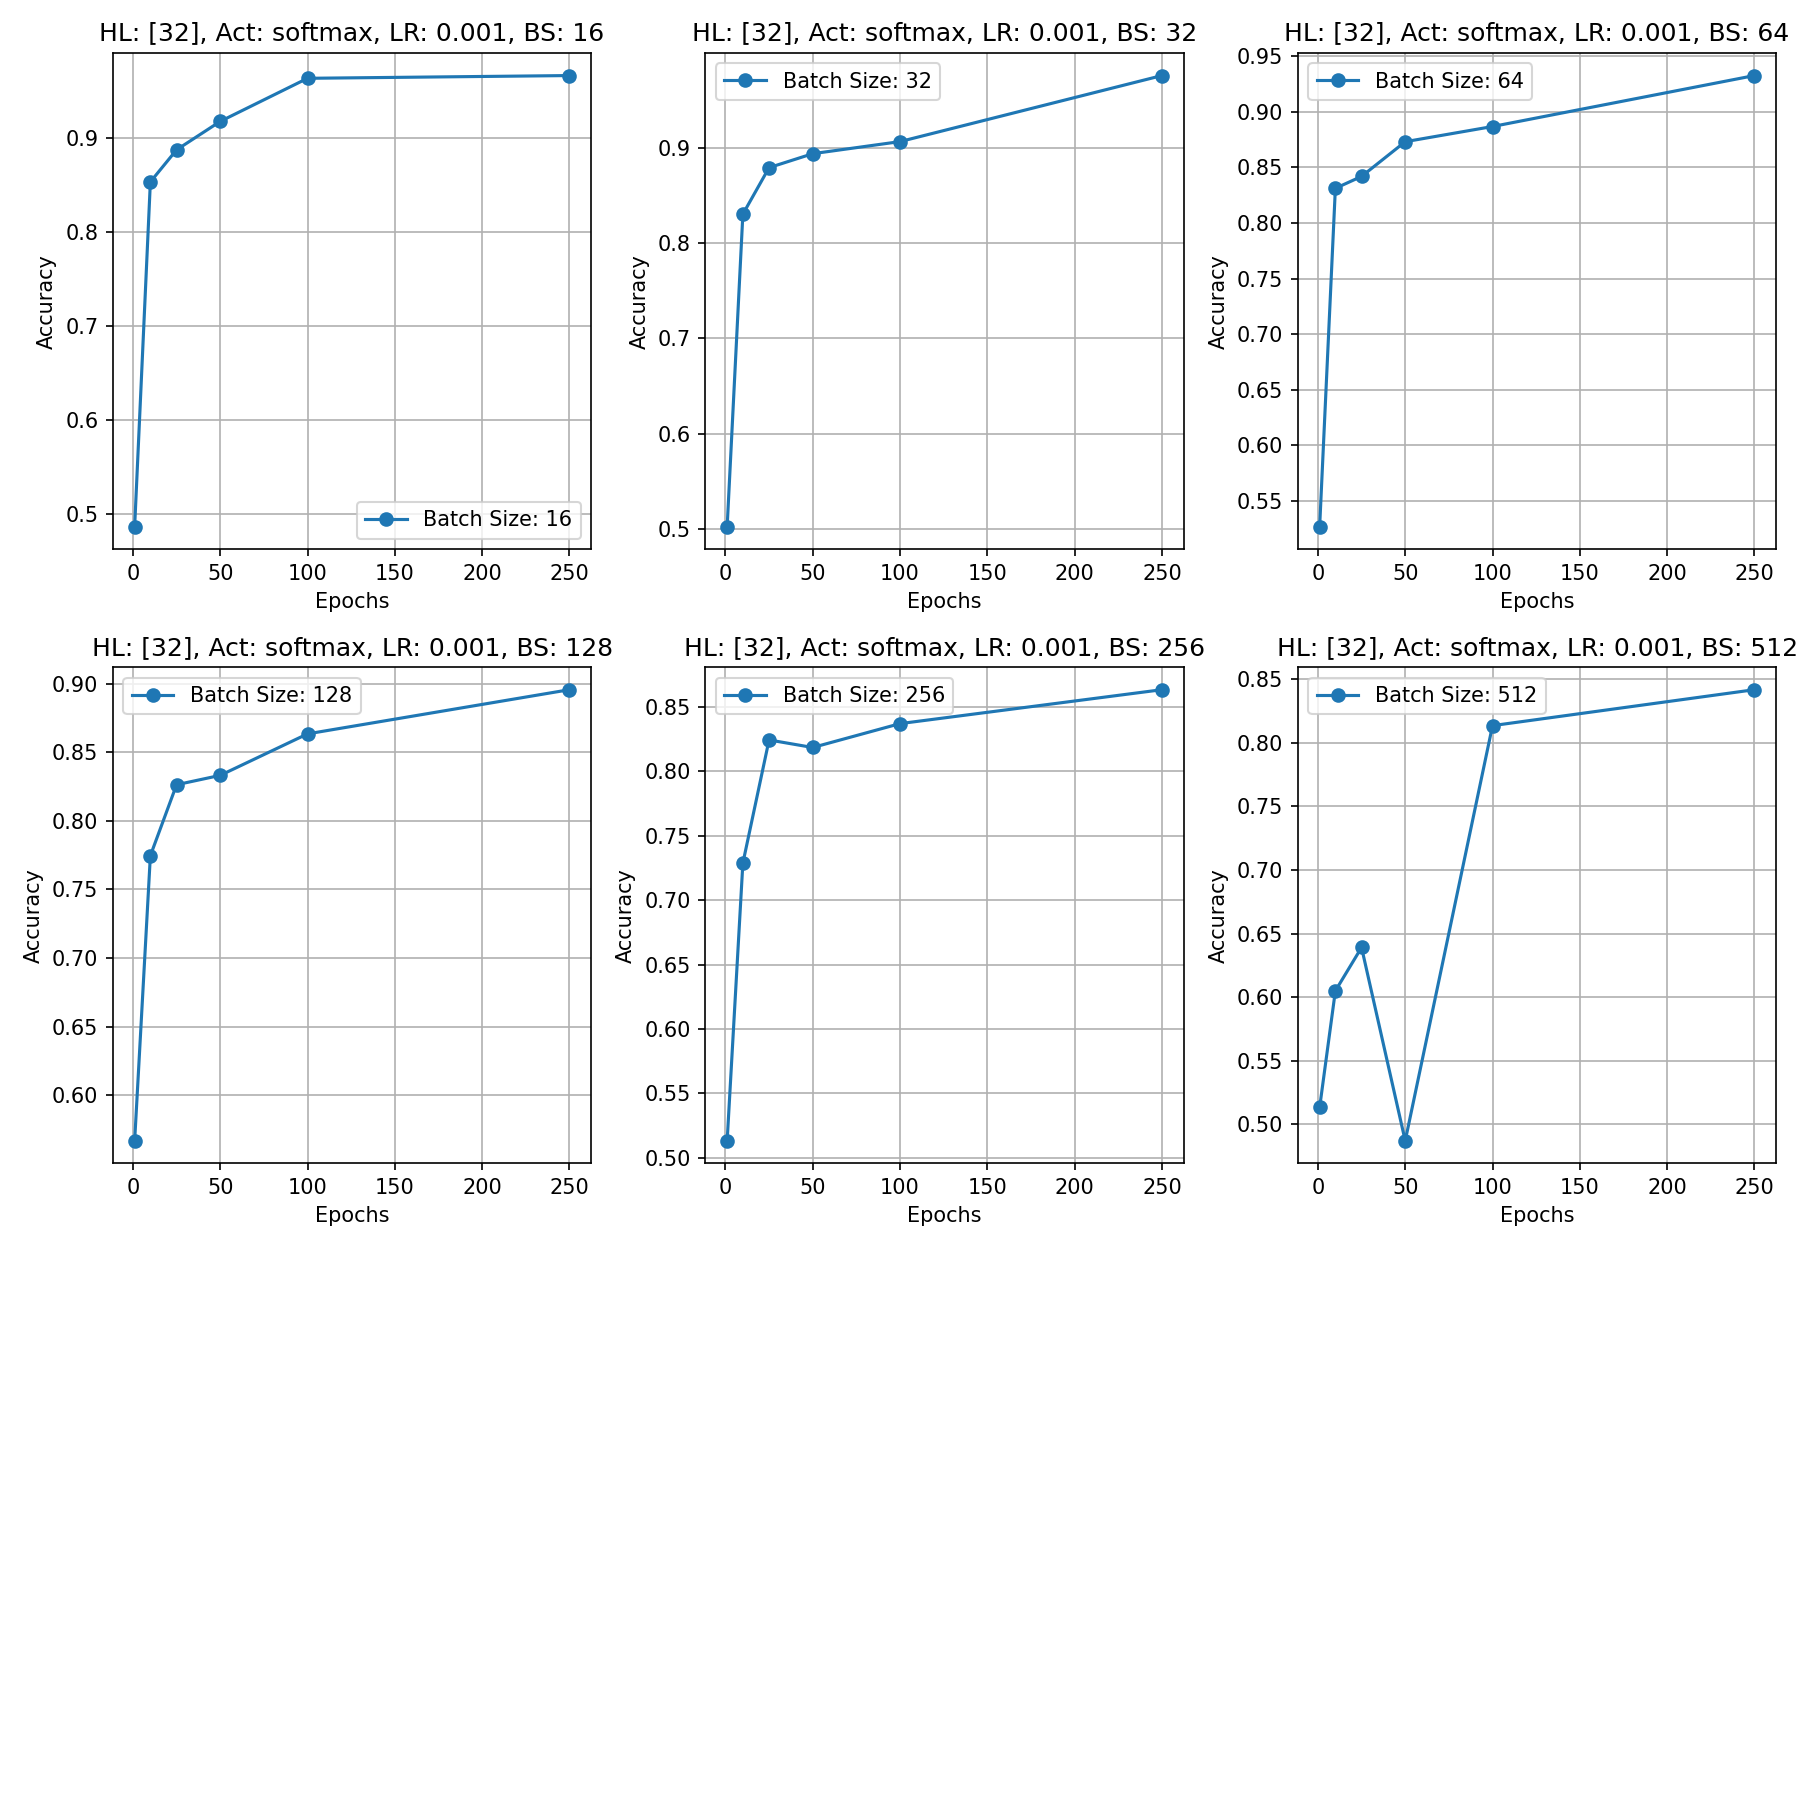 HL: [32], Act: softmax, LR: 0.001, BS: 16
Batch Size: 16
0.9
0.8
0.7
0.6
0.5
Accuracy
0 50 100 150 200 250
Epochs
HL: [32], Act: softmax, LR: 0.001, BS: 32
Batch Size: 32
0.9
0.8
0.7
0.6
0.5
Accuracy
0 50 100 150 200 250
Epochs
HL: [32], Act: softmax, LR: 0.001, BS: 64
Batch Size: 64
0.95
0.90
0.85
0.80
0.75
0.70
0.65
0.60
0.55
Accuracy
0 50 100 150 200 250
Epochs
HL: [32], Act: softmax, LR: 0.001, BS: 128
Batch Size: 128
0.90
0.85
0.80
0.75
0.70
0.65
0.60
Accuracy
0 50 100 150 200 250
Epochs
HL: [32], Act: softmax, LR: 0.001, BS: 256
Batch Size: 256
0.85
0.80
0.75
0.70
0.65
0.60
0.55
0.50
Accuracy
0 50 100 150 200 250
Epochs
HL: [32], Act: softmax, LR: 0.001, BS: 512
Batch Size: 512
0.85
0.80
0.75
0.70
0.65
0.60
0.55
0.50
Accuracy
0 50 100 150 200 250
Epochs